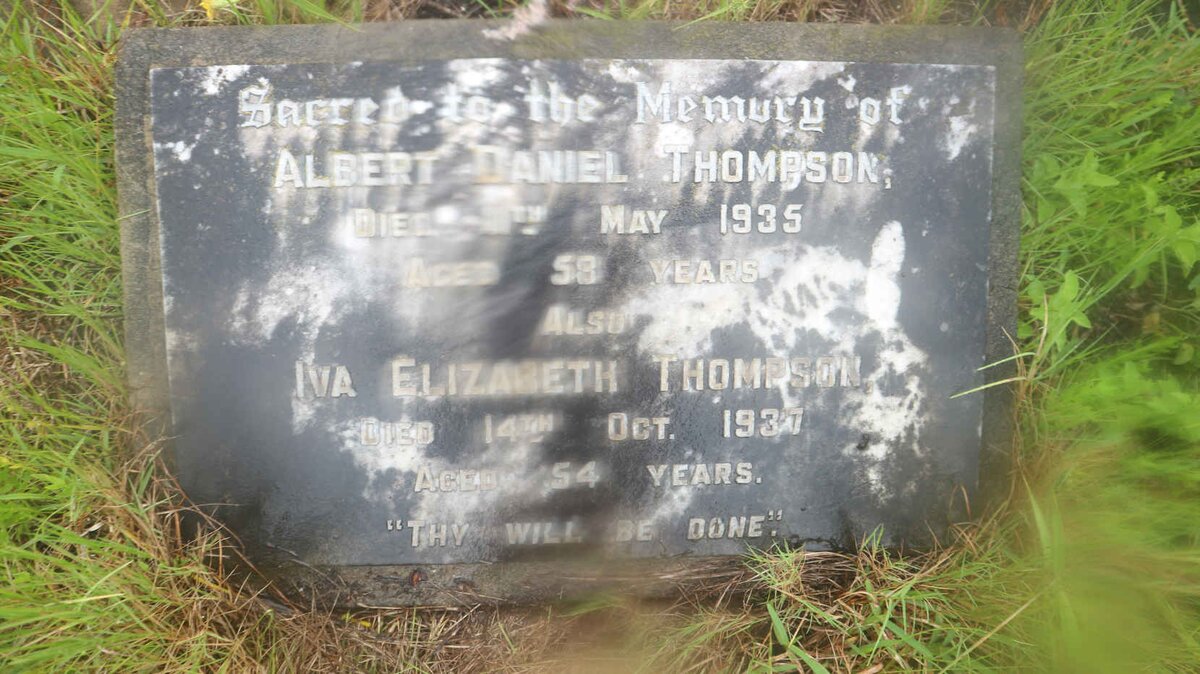 Sacred to the Memory of
ALBERT DANIEL THOMPSON,
DIED MAY 1935
AGED 58 YEARS
ALSO
IVA ELIZABETH THOMPSON
DIED 14TH OCT. 1937
AGED 54 YEARS.
"THY WILL BE DONE."